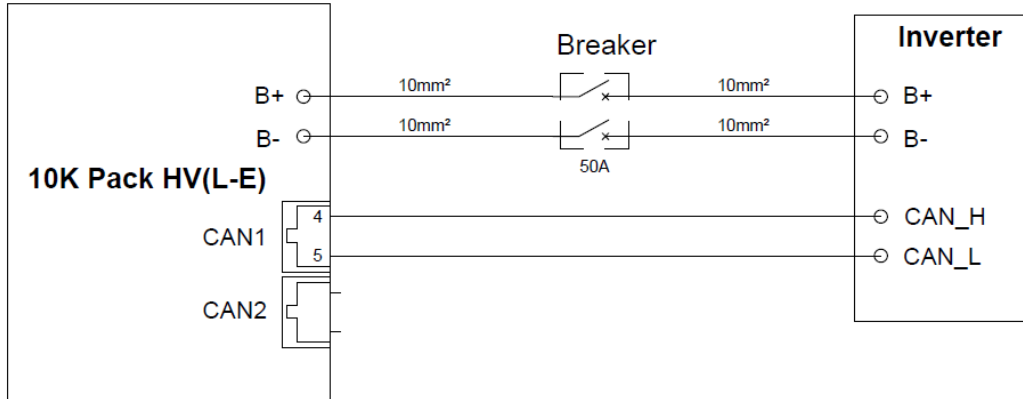 Inverter
Breaker
B+ 10mm² 10mm² B+
B- 10mm² 10mm² B-
50A
10K Pack HV(L-E)
CAN1 4 CAN_H
5 CAN_L
CAN2